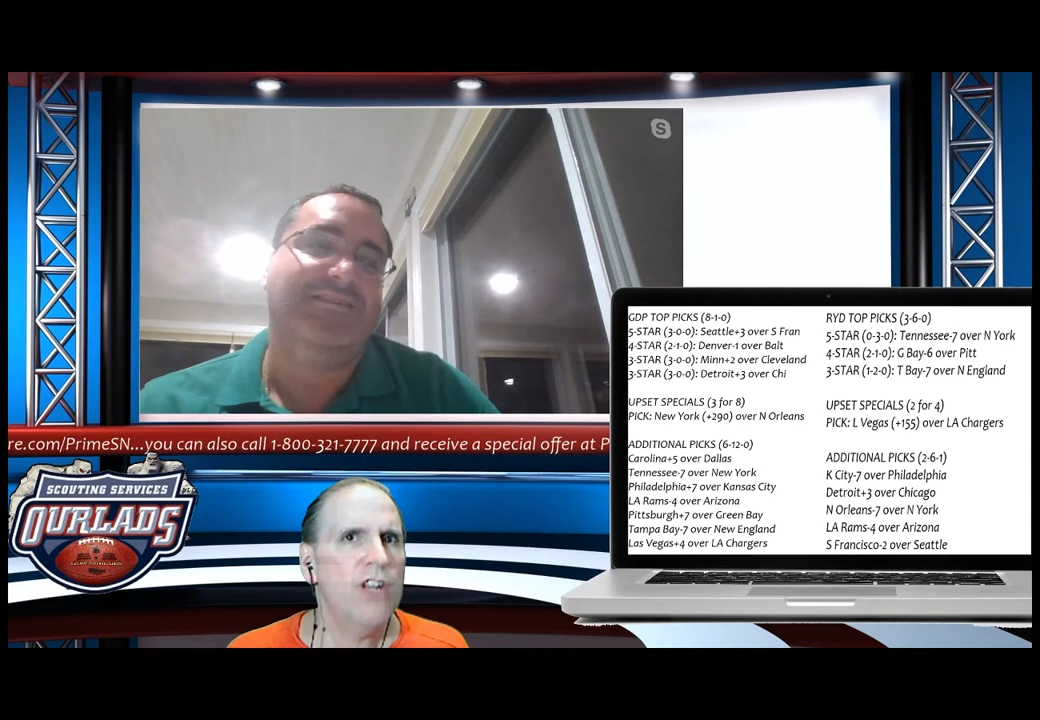 S
GDP TOP PICKS (8-1-0)
5-STAR (3-0-0): Seattle+3 over S Fran
4-STAR (2-1-0): Denver-1 over Balt
3-STAR (3-0-0): Minn+2 over Cleveland
3-STAR (3-0-0): Detroit+3 over Chi
UPSET SPECIALS (3 for 8)
PICK: New York (+290) over N Orleans
ADDITIONAL PICKS (6-12-0)
Carolina+5 over Dallas
Tennessee-7 over New York
Philadelphia+7 over Kansas City
LA Rams-4 over Arizona
Pittsburgh+7 over Green Bay
Tampa Bay-7 over New England
Las Vegas+4 over LA Chargers
RYD TOP PICKS (3-6-0)
5-STAR (0-3-0): Tennessee-7 over N York
4-STAR (2-1-0): G Bay-6 over Pitt
3-STAR (1-2-0): T Bay-7 over N England
UPSET SPECIALS (2 for 4)
PICK: L Vegas (+155) over LA Chargers
ADDITIONAL PICKS (2-6-1)
K City-7 over Philadelphia
Detroit+3 over Chicago
N Orleans-7 over N York
LA Rams-4 over Arizona
S Francisco-2 over Seattle
re.com/PrimeSN...you can also call 1-800-321-7777 and receive a special offer at P
SCOUTING SERVICES
OURLADS